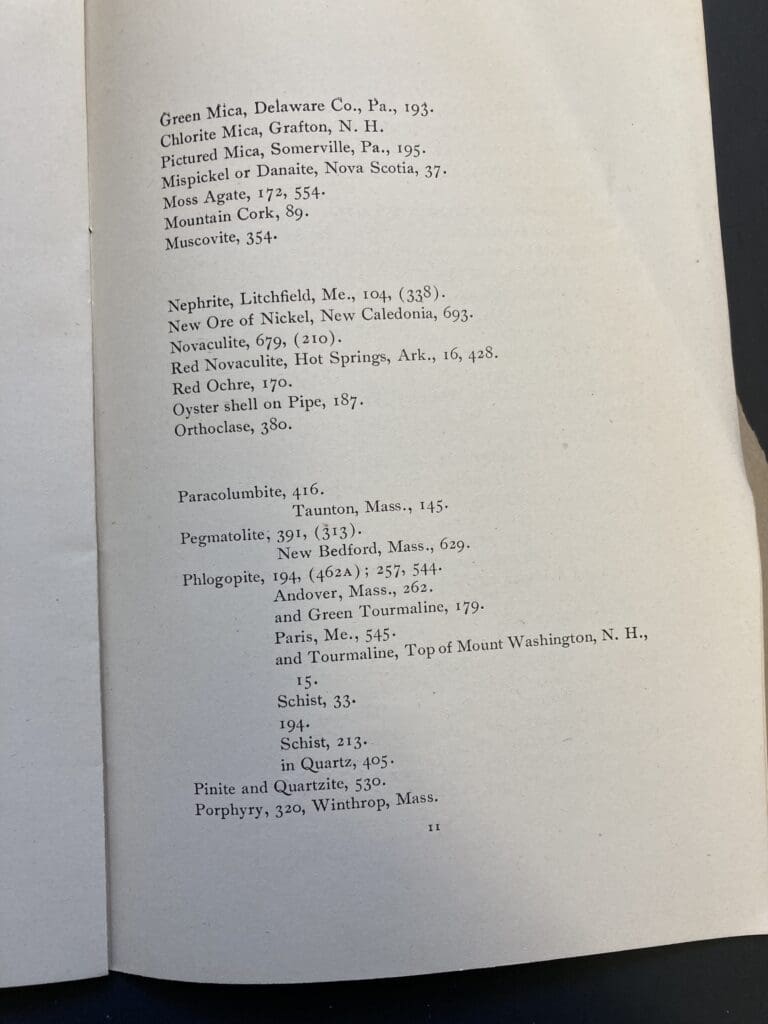 Green Mica, Delaware Co., Pa., 193.
Chlorite Mica, Grafton, N. H.
Pictured Mica, Somerville, Pa., 195.
Mispickel or Danaite, Nova Scotia, 37.
Moss Agate, 172, 554.
Mountain Cork, 89.
Muscovite, 354.
Nephrite, Litchfield, Me., 104, (338).
New Ore of Nickel, New Caledonia, 693.
Novaculite, 679, (210).
Red Novaculite, Hot Springs, Ark., 16, 428.
Red Ochre, 170.
Oyster shell on Pipe, 187.
Orthoclase, 380.
Paracolumbite, 416.
Taunton, Mass., 145.
Pegmatolite, 391, (313).
New Bedford, Mass., 629.
Phlogopite, 194, (462A); 257, 544.
Andover, Mass., 262.
and Green Tourmaline, 179.
Paris, Me., 545.
and Tourmaline, Top of Mount Washington, N. H.,
15.
Schist, 33.
194.
Schist, 213.
in Quartz, 405.
Pinite and Quartzite, 530.
Porphyry, 320, Winthrop, Mass.
11